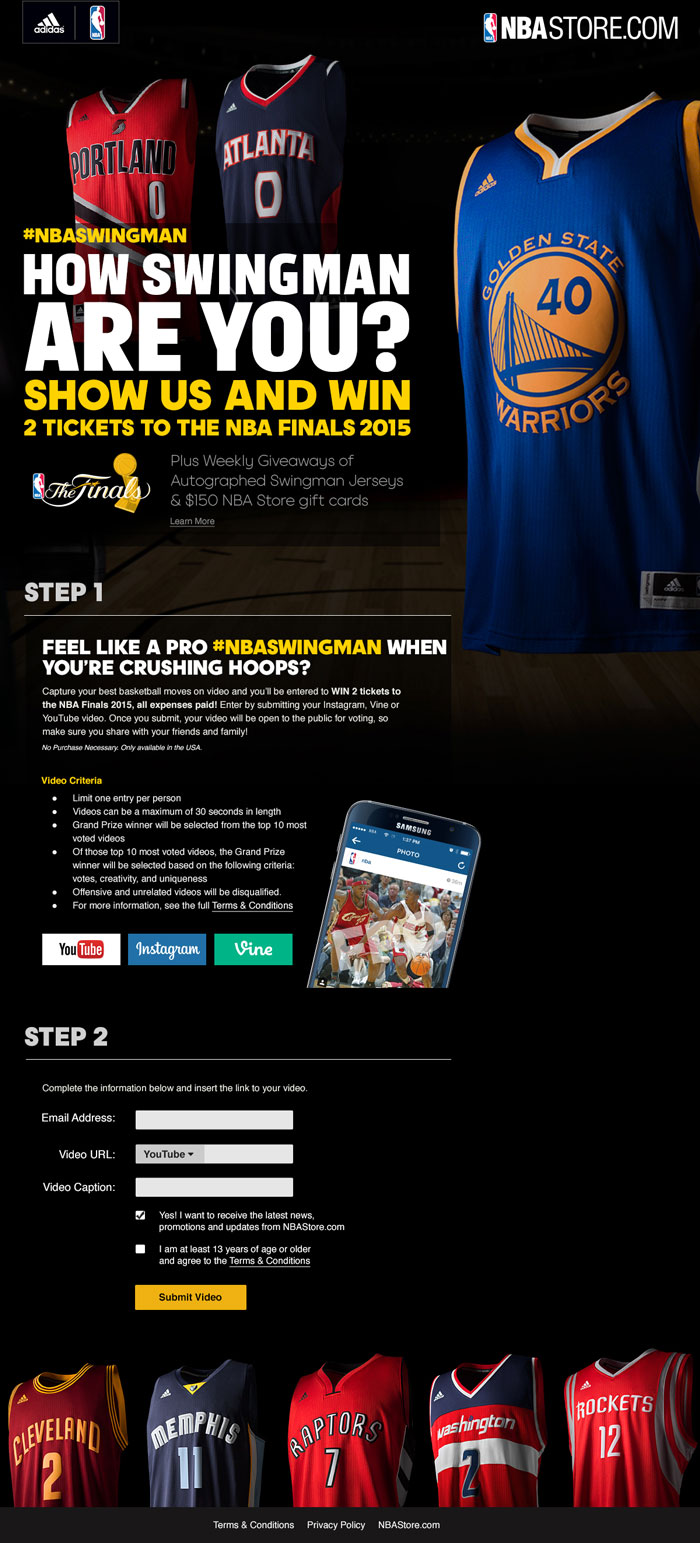 adidas
NBA
NBASTORE.COM
PORTLAND
0
ATLANTA
0
adidas
GOLDEN STATE
40
WARRIORS
adidas
#NBASWINGMAN
HOW SWINGMAN
ARE YOU?
SHOW US AND WIN
2 TICKETS TO THE NBA FINALS 2015
The Finals
Plus Weekly Giveaways of
Autographed Swingman Jerseys
& $150 NBA Store gift cards
Learn More
STEP 1
FEEL LIKE A PRO #NBASWINGMAN WHEN
YOU'RE CRUSHING HOOPS?
Capture your best basketball moves on video and you'll be entered to WIN 2 tickets to
the NBA Finals 2015, all expenses paid! Enter by submitting your Instagram, Vine or
YouTube video. Once you submit, your video will be open to the public for voting, so
make sure you share with your friends and family!
No Purchase Necessary. Only available in the USA.
Video Criteria
• Limit one entry per person
• Videos can be a maximum of 30 seconds in length
• Grand Prize winner will be selected from the top 10 most
voted videos
• Of those top 10 most voted videos, the Grand Prize
winner will be selected based on the following criteria:
votes, creativity, and uniqueness
• Offensive and unrelated videos will be disqualified.
• For more information, see the full Terms & Conditions
YouTube
Instagram
Vine
SAMSUNG
1:37 PM
PHOTO
nba
36m
FPO
STEP 2
Complete the information below and insert the link to your video.
Email Address:
Video URL:
YouTube
Video Caption:
Yes! I want to receive the latest news,
promotions and updates from NBAStore.com
I am at least 13 years of age or older
and agree to the Terms & Conditions
Submit Video
CLEVELAND
2
MEMPHIS
11
RAPTORS
7
Washington
2
ROCKETS
12
Terms & Conditions
Privacy Policy
NBAStore.com